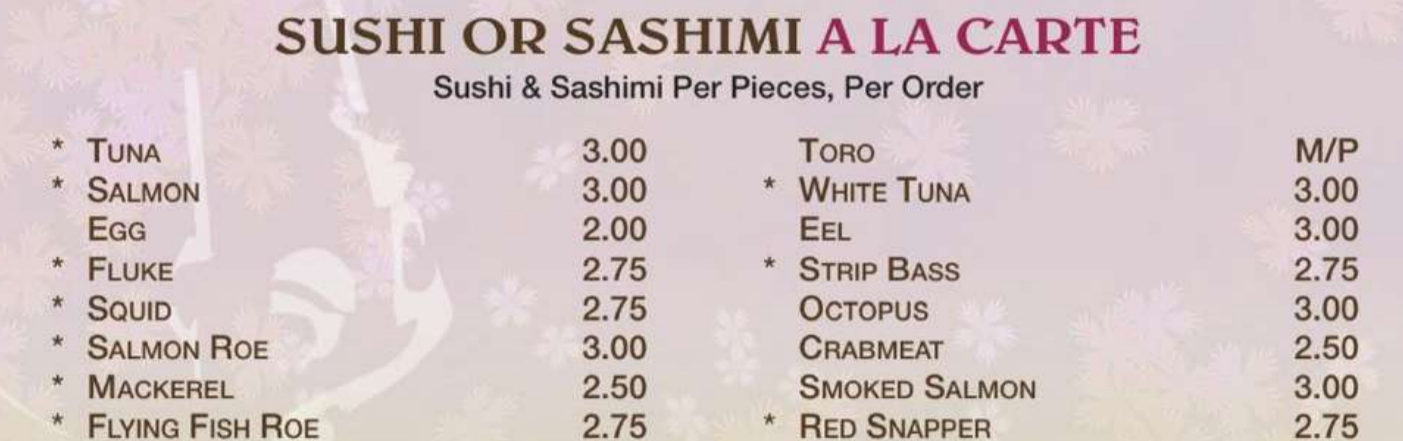 SUSHI OR SASHIMI A LA CARTE
Sushi & Sashimi Per Pieces, Per Order
* TUNA 3.00
* SALMON 3.00
EGG 2.00
* FLUKE 2.75
* SQUID 2.75
* SALMON ROE 3.00
* MACKEREL 2.50
* FLYING FISH ROE 2.75
TORO M/P
* WHITE TUNA 3.00
EEL 3.00
* STRIP BASS 2.75
OCTOPUS 3.00
CRABMEAT 2.50
SMOKED SALMON 3.00
* RED SNAPPER 2.75